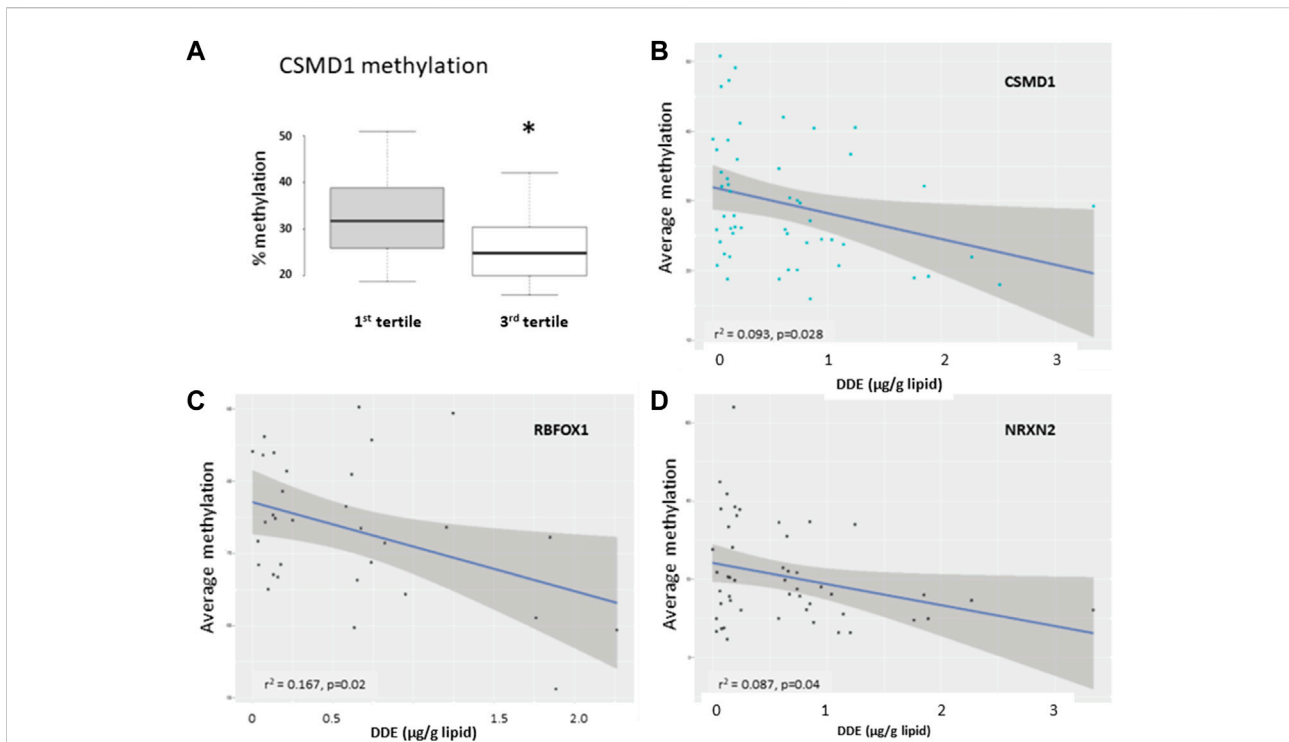 A
CSMD1 methylation
% methylation
50
40
30
20
*
1st tertile
3rd tertile
B
CSMD1
Average methylation
r² = 0.093, p=0.028
0 1 2 3
DDE (µg/g lipid)
C
RBFOX1
Average methylation
r² = 0.167, p=0.02
0 0.5 1.5 2.0
DDE (µg/g lipid)
D
NRXN2
Average methylation
r² = 0.087, p=0.04
0 1 2 3
DDE (µg/g lipid)